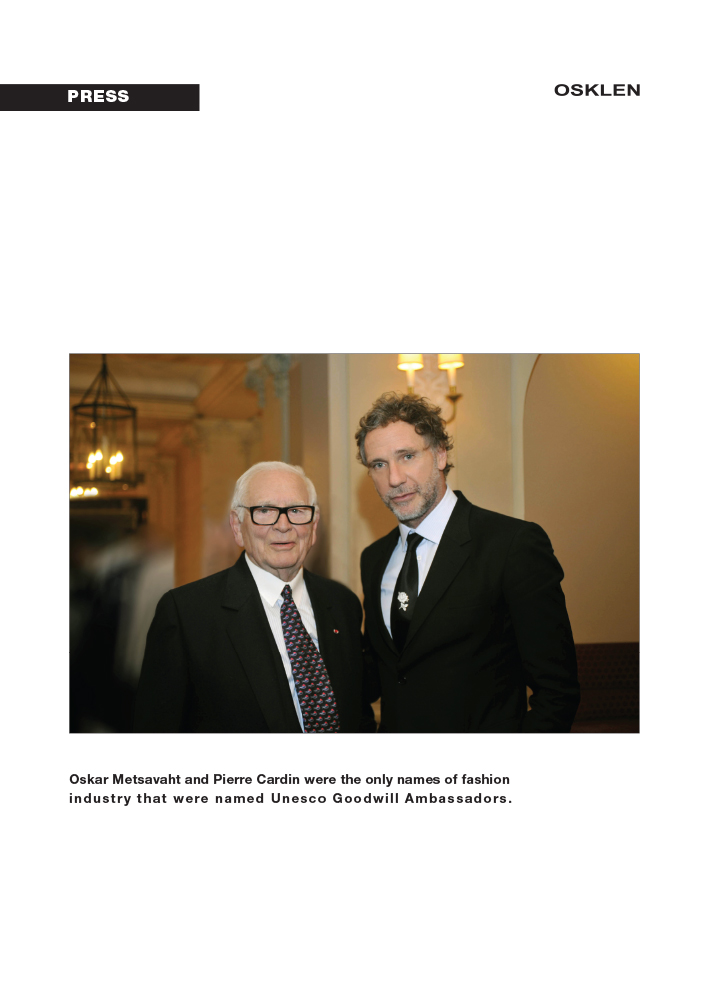 PRESS
OSKLEN
Oskar Metsavaht and Pierre Cardin were the only names of fashion
industry that were named Unesco Goodwill Ambassadors.